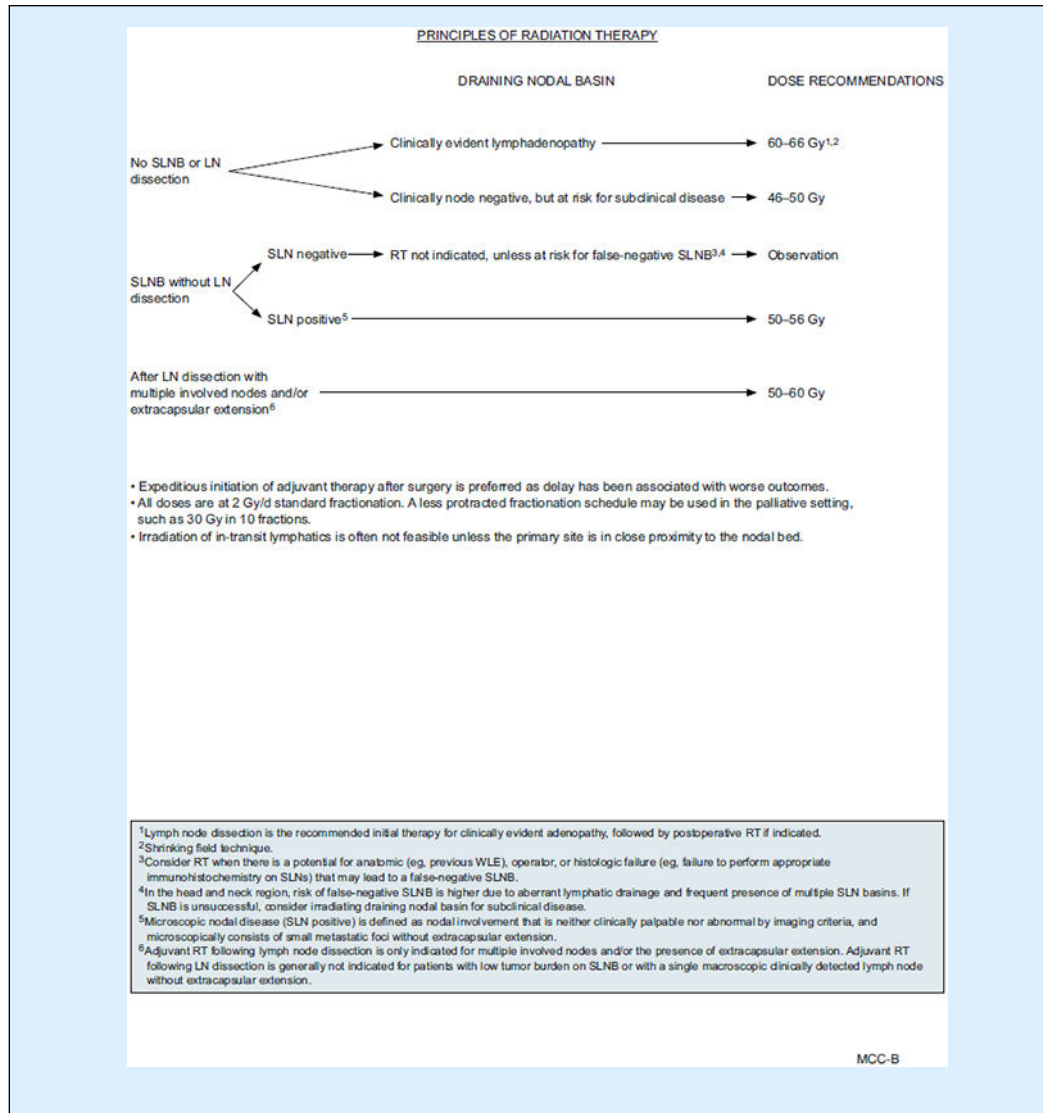 PRINCIPLES OF RADIATION THERAPY
DRAINING NODAL BASIN
DOSE RECOMMENDATIONS
No SLNB or LN
dissection
Clinically evident lymphadenopathy
60–66 Gy1,2
Clinically node negative, but at risk for subclinical disease
46–50 Gy
SLNB without LN
dissection
SLN negative
RT not indicated, unless at risk for false-negative SLNB3,4
Observation
SLN positive5
50–56 Gy
After LN dissection with
multiple involved nodes and/or
extracapsular extension6
50–60 Gy
• Expeditious initiation of adjuvant therapy after surgery is preferred as delay has been associated with worse outcomes.
• All doses are at 2 Gy/d standard fractionation. A less protracted fractionation schedule may be used in the palliative setting,
such as 30 Gy in 10 fractions.
• Irradiation of in-transit lymphatics is often not feasible unless the primary site is in close proximity to the nodal bed.
1Lymph node dissection is the recommended initial therapy for clinically evident adenopathy, followed by postoperative RT if indicated.
2Shrinking field technique.
3Consider RT when there is a potential for anatomic (eg, previous WLE), operator, or histologic failure (eg, failure to perform appropriate
immunohistochemistry on SLNs) that may lead to a false-negative SLNB.
4In the head and neck region, risk of false-negative SLNB is higher due to aberrant lymphatic drainage and frequent presence of multiple SLN basins. If
SLNB is unsuccessful, consider irradiating draining nodal basin for subclinical disease.
5Microscopic nodal disease (SLN positive) is defined as nodal involvement that is neither clinically palpable nor abnormal by imaging criteria, and
microscopically consists of small metastatic foci without extracapsular extension.
6Adjuvant RT following lymph node dissection is only indicated for multiple involved nodes and/or the presence of extracapsular extension. Adjuvant RT
following LN dissection is generally not indicated for patients with low tumor burden on SLNB or with a single macroscopic clinically detected lymph node
without extracapsular extension.
MCC-B